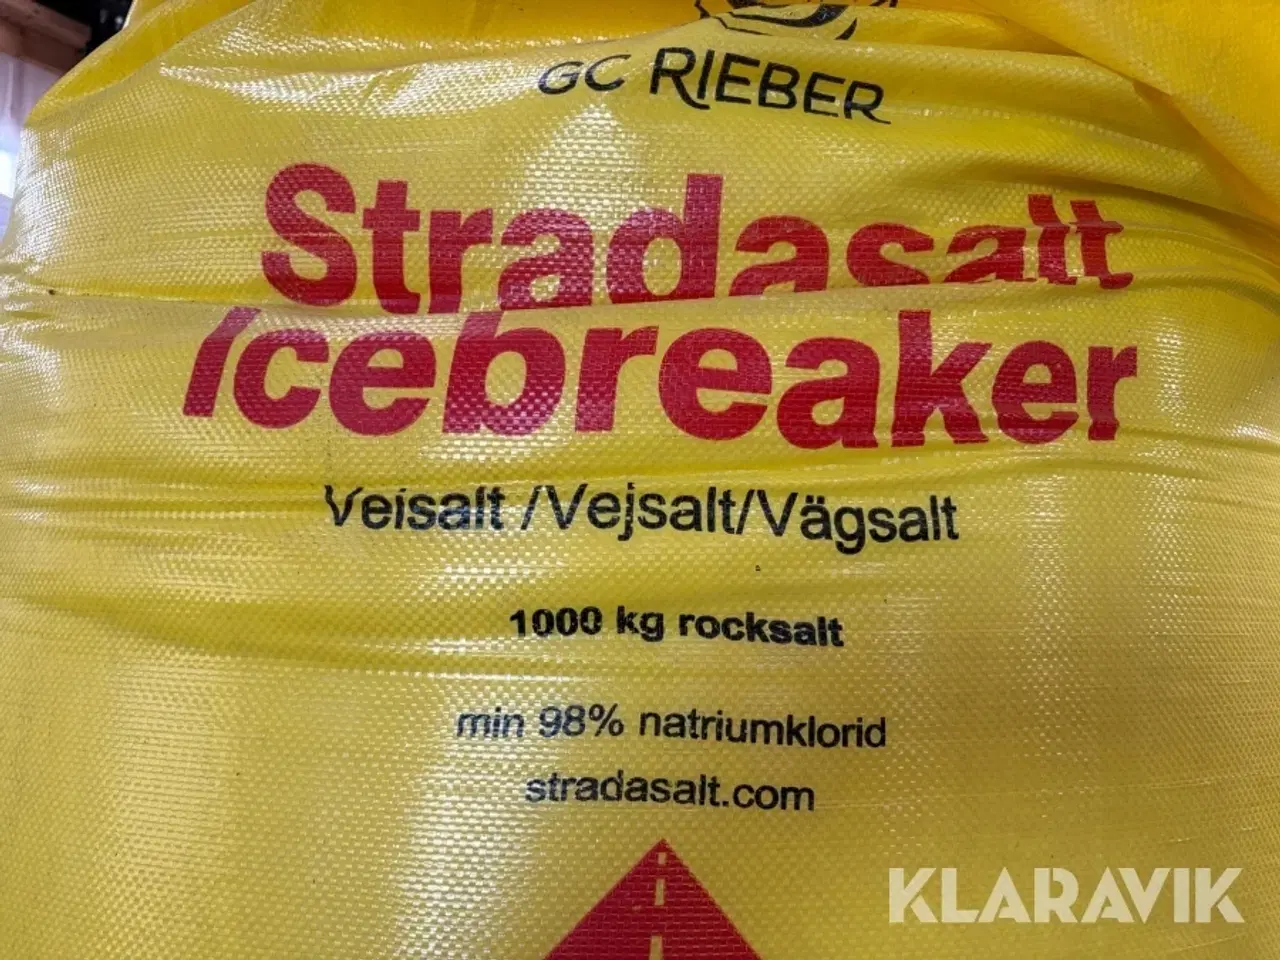 GC RIEBER
Stradasalt
Icebreaker
Veisalt /Vejsalt/Vägsalt
1000 kg rocksalt
min 98% natriumklorid
stradasalt.com
KLARAVIK